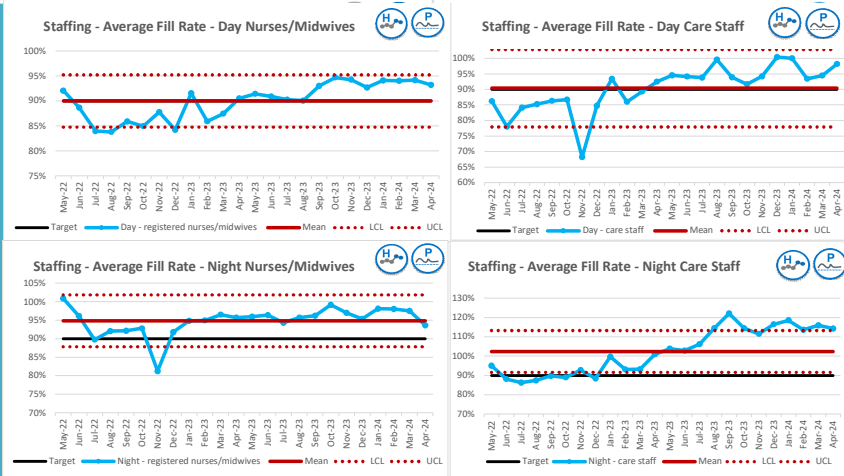 Staffing - Average Fill Rate - Day Nurses/Midwives
H
P
100%
95%
90%
85%
80%
75%
May-22
Jun-22
Jul-22
Aug-22
Sep-22
Oct-22
Nov-22
Dec-22
Jan-23
Feb-23
Mar-23
Apr-23
May-23
Jun-23
Jul-23
Aug-23
Sep-23
Oct-23
Nov-23
Dec-23
Jan-24
Feb-24
Mar-24
Apr-24
Target
Day - registered nurses/midwives
Mean
LCL
UCL
Staffing - Average Fill Rate - Day Care Staff
H
P
100%
95%
90%
85%
80%
75%
70%
65%
60%
May-22
Jun-22
Jul-22
Aug-22
Sep-22
Oct-22
Nov-22
Dec-22
Jan-23
Feb-23
Mar-23
Apr-23
May-23
Jun-23
Jul-23
Aug-23
Sep-23
Oct-23
Nov-23
Dec-23
Jan-24
Feb-24
Mar-24
Apr-24
Target
Day - care staff
Mean
LCL
UCL
Staffing - Average Fill Rate - Night Nurses/Midwives
H
P
105%
100%
95%
90%
85%
80%
75%
70%
May-22
Jun-22
Jul-22
Aug-22
Sep-22
Oct-22
Nov-22
Dec-22
Jan-23
Feb-23
Mar-23
Apr-23
May-23
Jun-23
Jul-23
Aug-23
Sep-23
Oct-23
Nov-23
Dec-23
Jan-24
Feb-24
Mar-24
Apr-24
Target
Night - registered nurses/midwives
Mean
LCL
UCL
Staffing - Average Fill Rate - Night Care Staff
H
P
130%
120%
110%
100%
90%
80%
70%
May-22
Jun-22
Jul-22
Aug-22
Sep-22
Oct-22
Nov-22
Dec-22
Jan-23
Feb-23
Mar-23
Apr-23
May-23
Jun-23
Jul-23
Aug-23
Sep-23
Oct-23
Nov-23
Dec-23
Jan-24
Feb-24
Mar-24
Apr-24
Target
Night - care staff
Mean
LCL
UCL